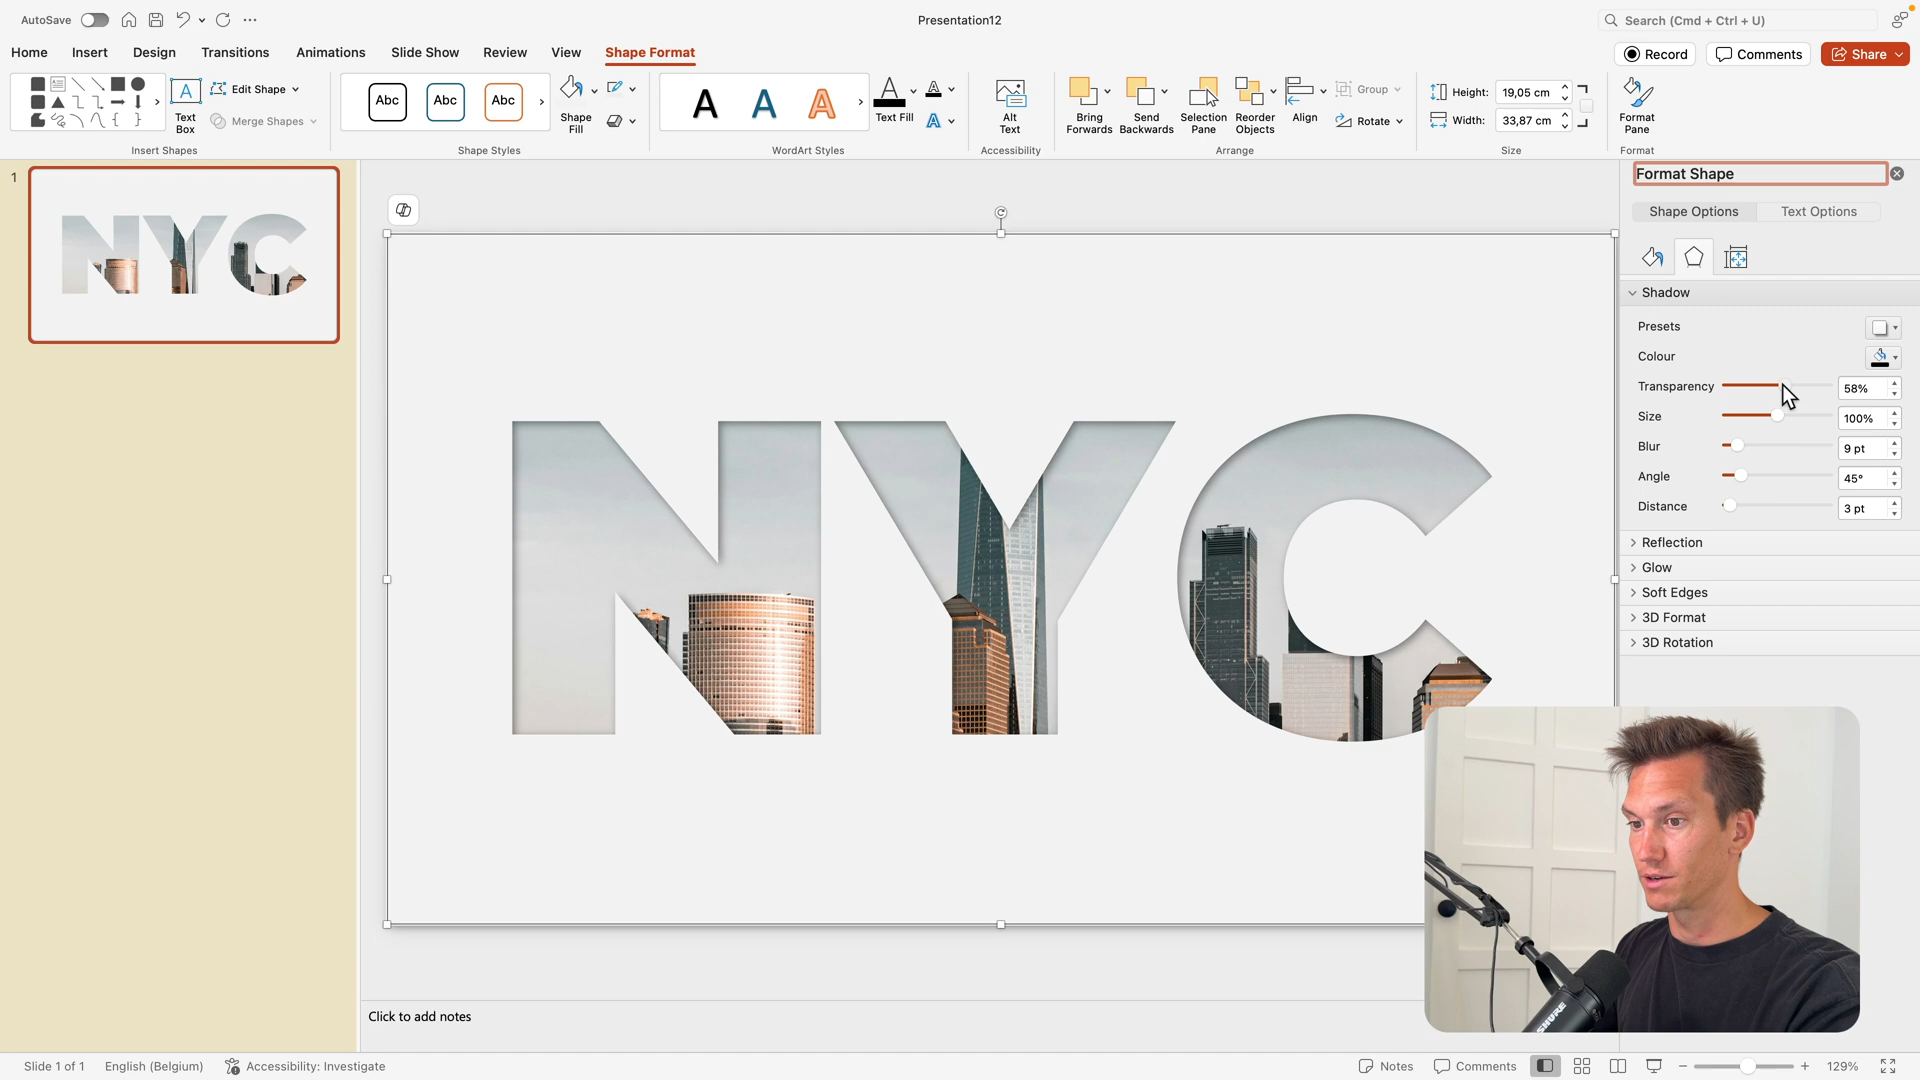 AutoSave
Presentation12
Search (Cmd + Ctrl + U)
Home Insert Design Transitions Animations Slide Show Review View Shape Format
Record Comments Share
Text Box
Edit Shape
Merge Shapes
Insert Shapes
Abc Abc Abc
Shape Fill
Shape Styles
A A A
Text Fill
WordArt Styles
Alt Text
Accessibility
Bring Forwards
Send Backwards
Selection Pane
Reorder Objects
Align
Group
Rotate
Arrange
Height: 19,05 cm
Width: 33,87 cm
Size
Format Pane
Format
1
NYC
NYC
Format Shape
Shape Options Text Options
Shadow
Presets
Colour
Transparency 58%
Size 100%
Blur 9 pt
Angle 45°
Distance 3 pt
Reflection
Glow
Soft Edges
3D Format
3D Rotation
SHURE
Click to add notes
Slide 1 of 1 English (Belgium) Accessibility: Investigate
Notes Comments 129%